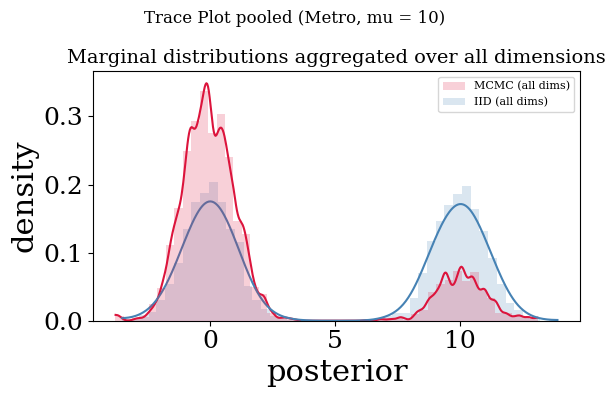 Trace Plot pooled (Metro, mu = 10)
Marginal distributions aggregated over all dimensions
MCMC (all dims)
IID (all dims)
density
0.3
0.2
0.1
0.0
0
5
10
posterior